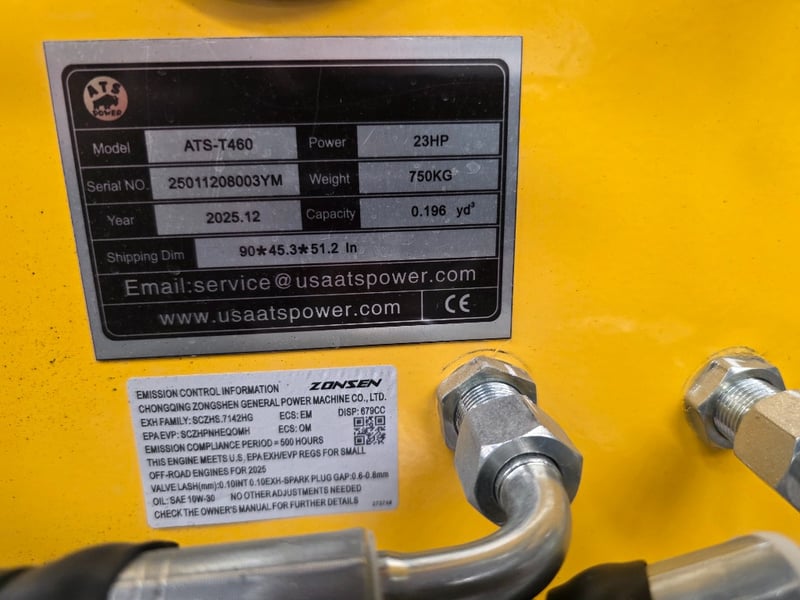 ATS
POWER
Model ATS-T460 Power 23HP
Serial NO. 25011208003YM Weight 750KG
Year 2025.12 Capacity 0.196 yd³
Shipping Dim 90*45.3*51.2 In
Email:service@usaatspower.com
www.usaatspower.com CE
EMISSION CONTROL INFORMATION ZONSEN
CHONGQING ZONGSHEN GENERAL POWER MACHINE CO., LTD.
EXH FAMILY: SCZHS.7142HG ECS: EM DISP: 679CC
EPA EVP: SCZHPNHEQOMH ECS: OM
EMISSION COMPLIANCE PERIOD = 500 HOURS
THIS ENGINE MEETS U.S, EPA EXH/EVP REGS FOR SMALL
OFF-ROAD ENGINES FOR 2025
VALVE LASH(mm):0.10INT 0.10EXH-SPARK PLUG GAP:0.6-0.8mm
OIL: SAE 10W-30 NO OTHER ADJUSTMENTS NEEDED
CHECK THE OWNER'S MANUAL FOR FURTHER DETAILS